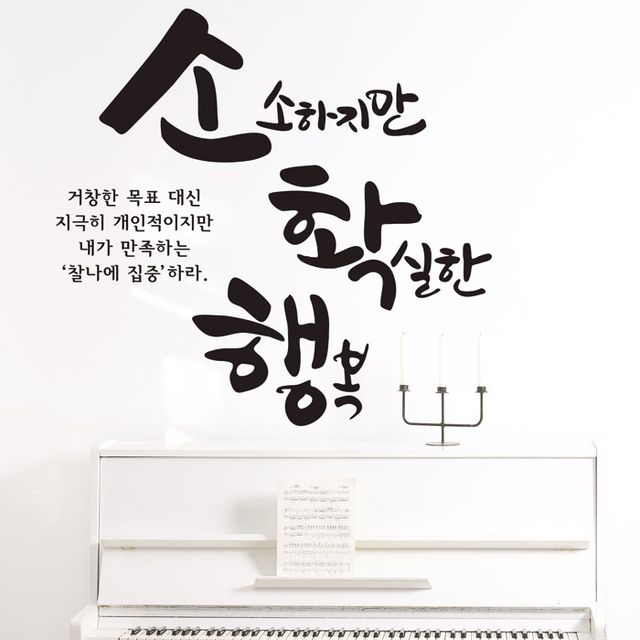 소소하지만
확실한
행복
거창한 목표 대신
지극히 개인적이지만
내가 만족하는
‘찰나에 집중’하라.